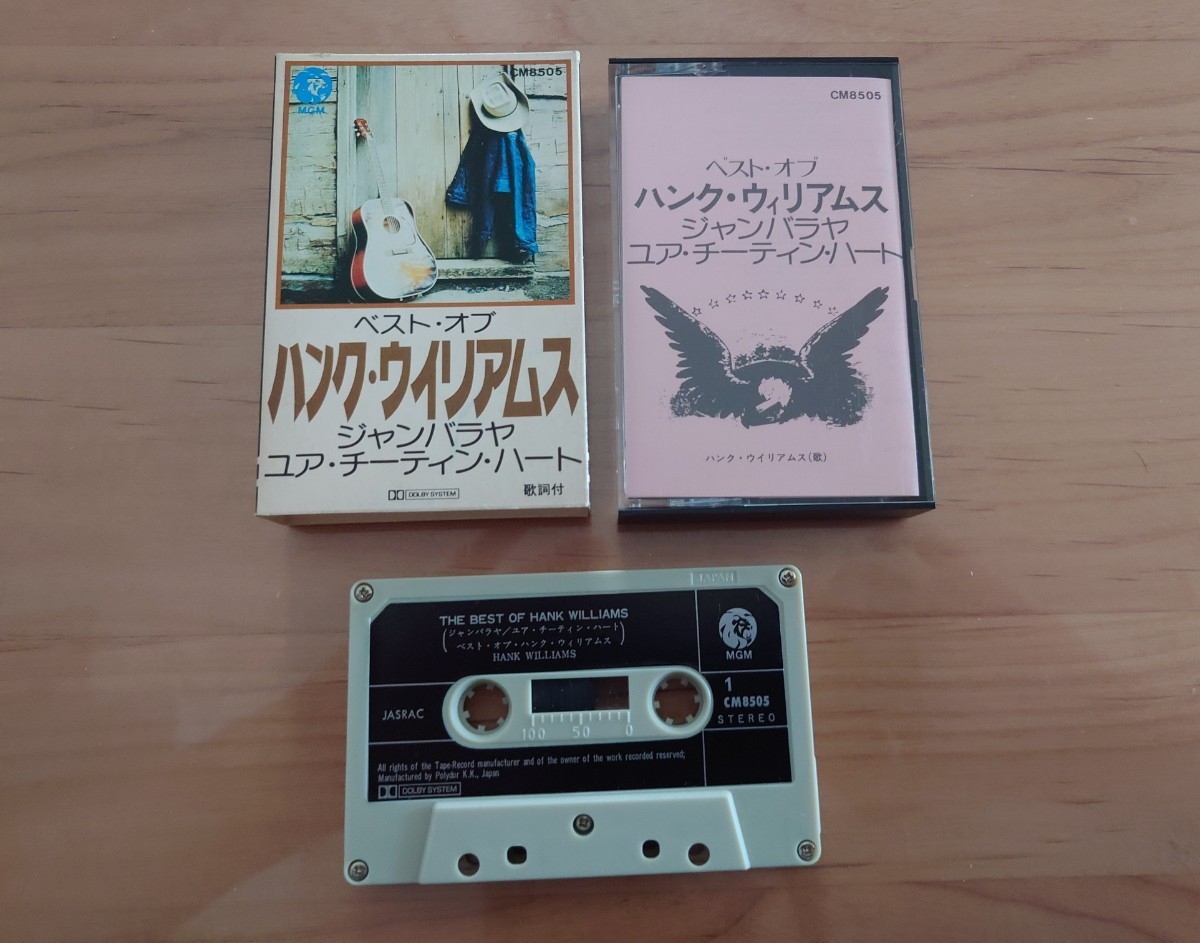 MGM
CM8505
ベスト・オブ
ハンク・ウイリアムス
ジャンバラヤ
ユア・チーティン・ハート
DOLBY SYSTEM
歌詞付
CM8505
ベスト・オブ
ハンク・ウィリアムス
ジャンバラヤ
ユア・チーティン・ハート
ハンク・ウイリアムス(歌)
JAPAN
THE BEST OF HANK WILLIAMS
(ジャンバラヤ/ユア・チーティン・ハート
ベスト・オブ・ハンク・ウィリアムス)
HANK WILLIAMS
MGM
JASRAC
1
CM8505
STEREO
100 50 0
All rights of the Tape-Record manufacturer and of the owner of the work recorded reserved;
Manufactured by Polydor K.K., Japan
DOLBY SYSTEM